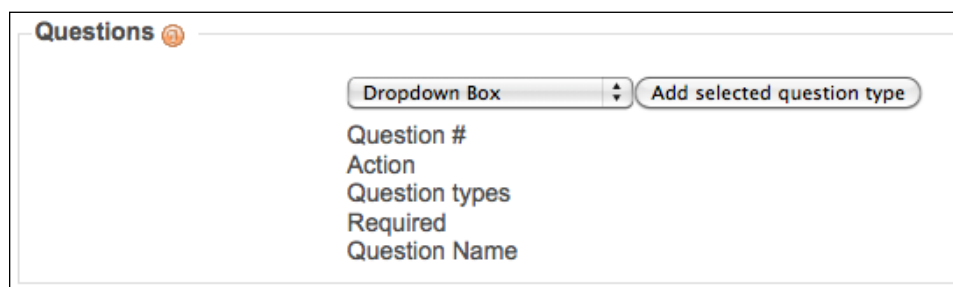 Questions
Dropdown Box Add selected question type
Question #
Action
Question types
Required
Question Name